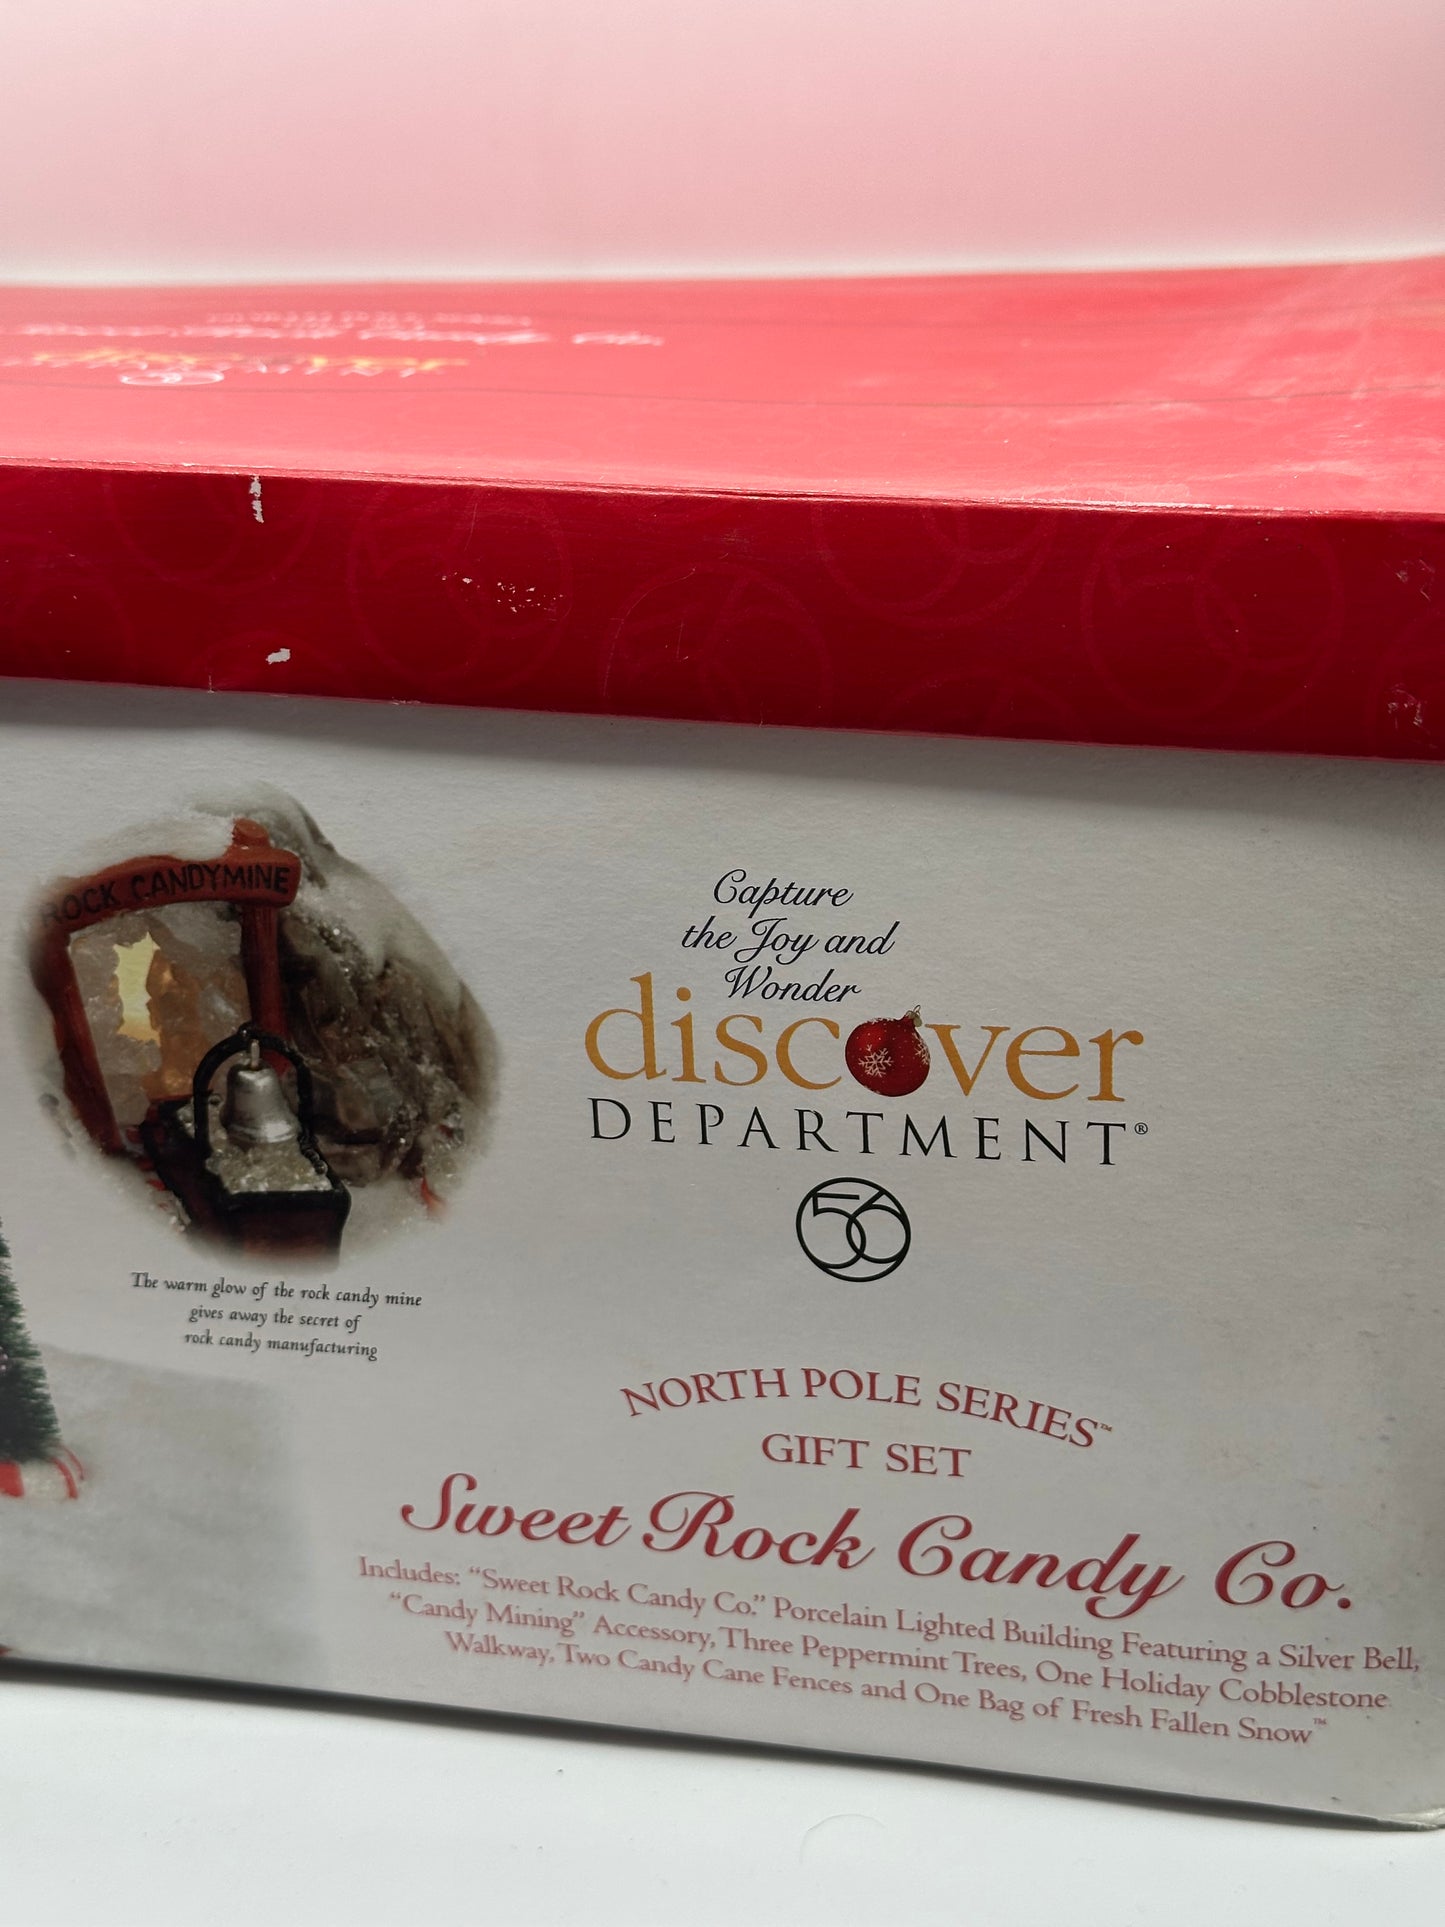 ROCK CANDYMINE
The warm glow of the rock candy mine
gives away the secret of
rock candy manufacturing
Capture
the Joy and
Wonder
discover
DEPARTMENT®
56
NORTH POLE SERIES™
GIFT SET
Sweet Rock Candy Co.
Includes: “Sweet Rock Candy Co.” Porcelain Lighted Building Featuring a Silver Bell,
“Candy Mining” Accessory, Three Peppermint Trees, One Holiday Cobblestone
Walkway, Two Candy Cane Fences and One Bag of Fresh Fallen Snow™